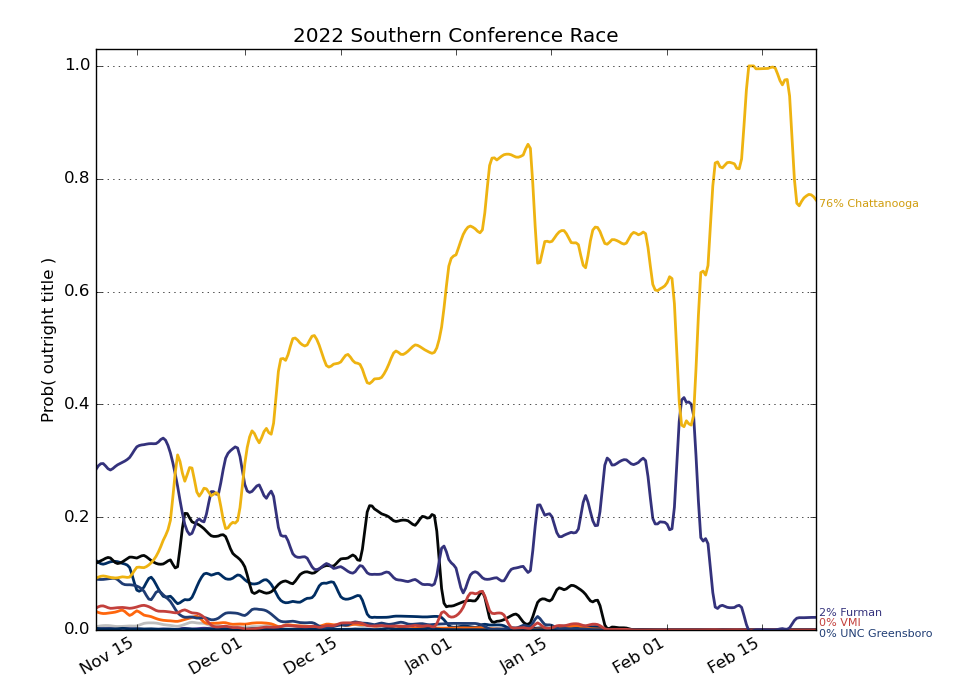 2022 Southern Conference Race
Prob( outright title )
1.0
0.8
0.6
0.4
0.2
0.0
Nov 15
Dec 01
Dec 15
Jan 01
Jan 15
Feb 01
Feb 15
76% Chattanooga
2% Furman
0% VMI
0% UNC Greensboro